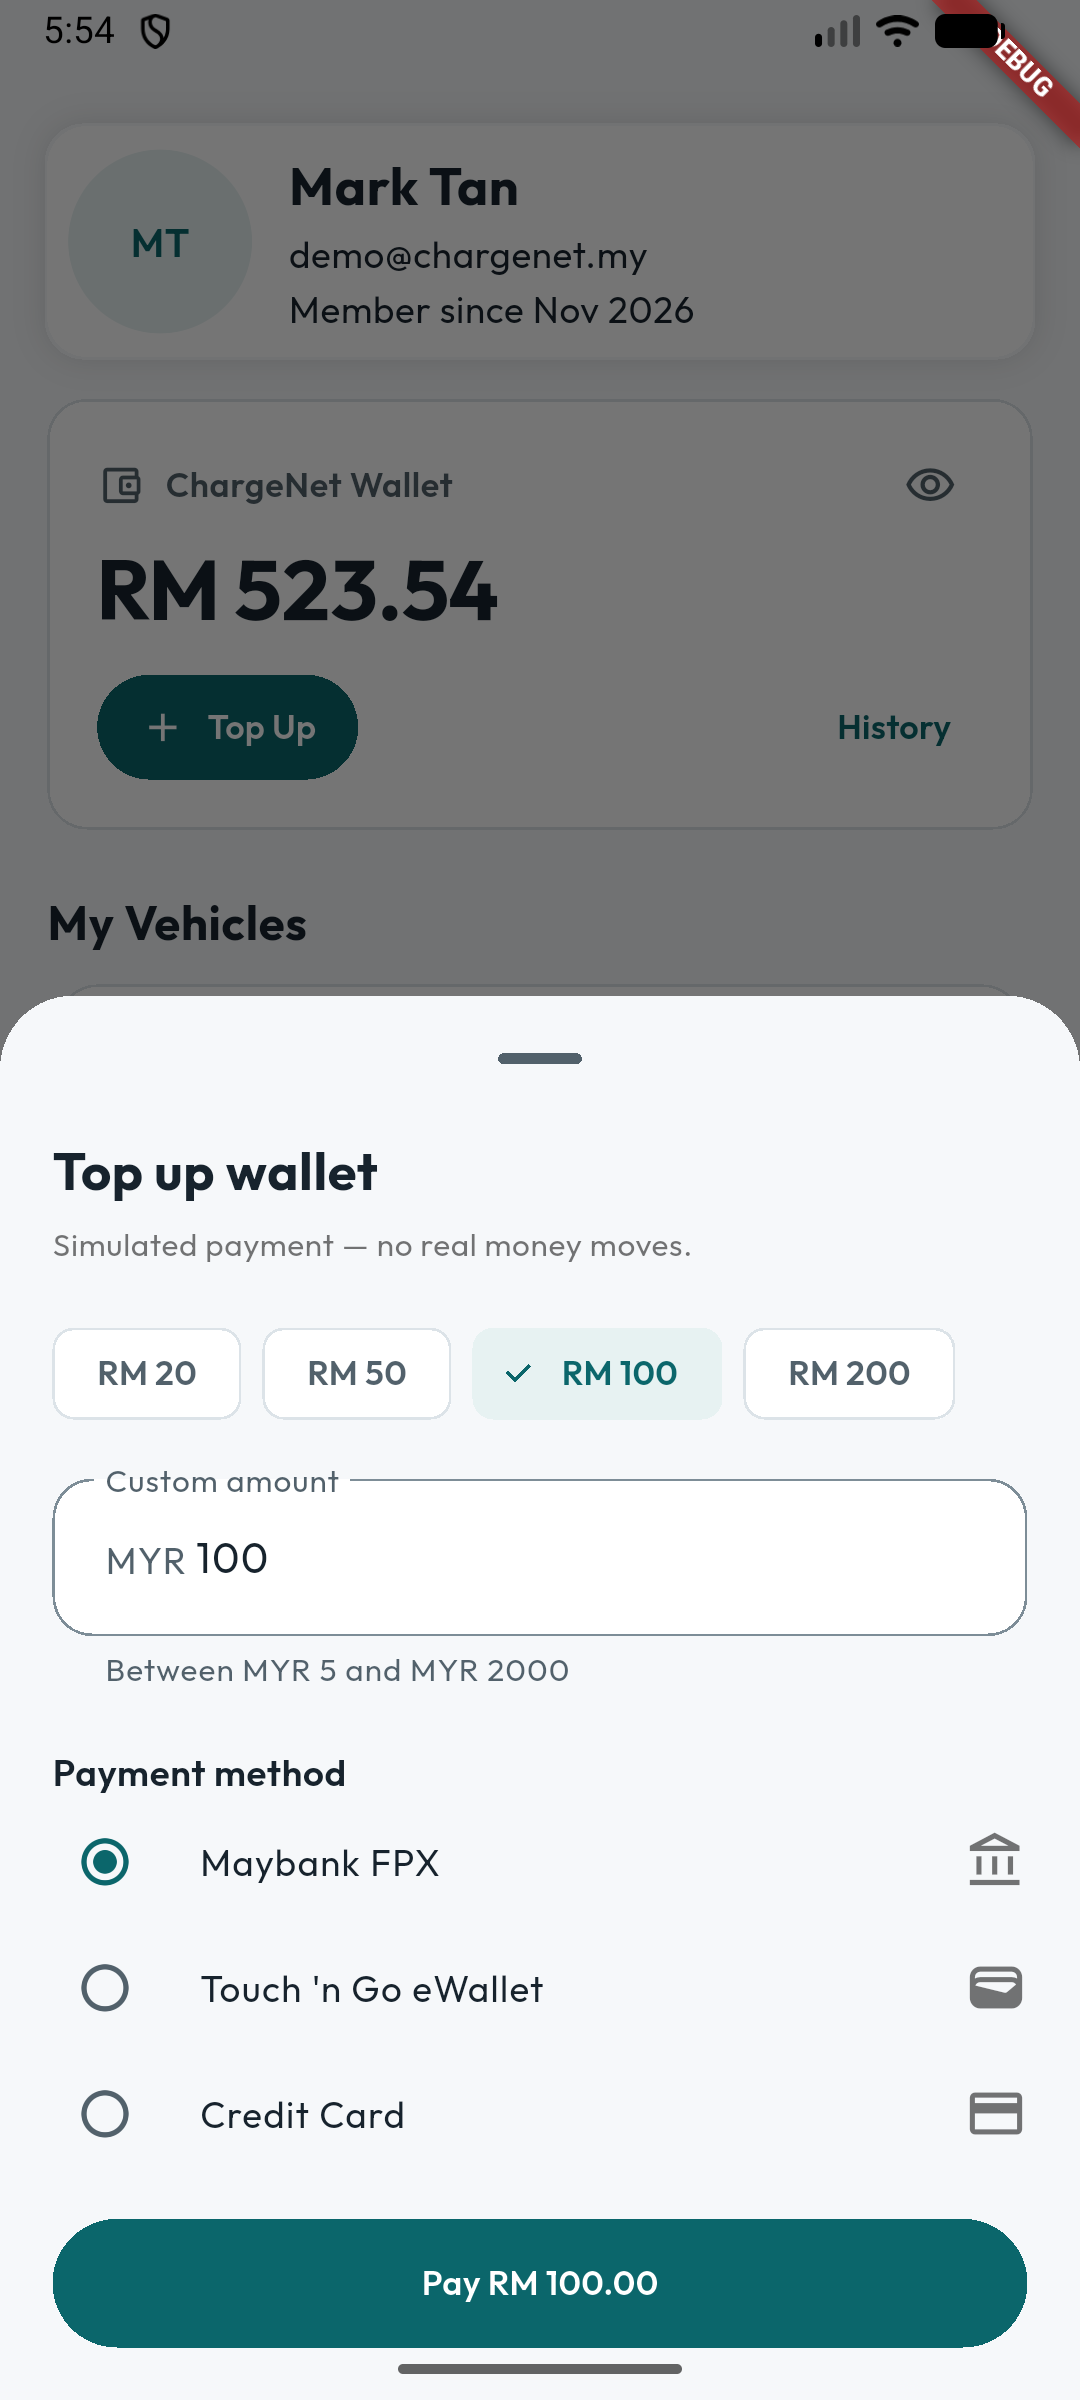 5:54
EBUG
MT
Mark Tan
demo@chargenet.my
Member since Nov 2026
ChargeNet Wallet
RM 523.54
Top Up
History
My Vehicles
Top up wallet
Simulated payment — no real money moves.
RM 20
RM 50
RM 100
RM 200
Custom amount
MYR 100
Between MYR 5 and MYR 2000
Payment method
Maybank FPX
Touch 'n Go eWallet
Credit Card
Pay RM 100.00